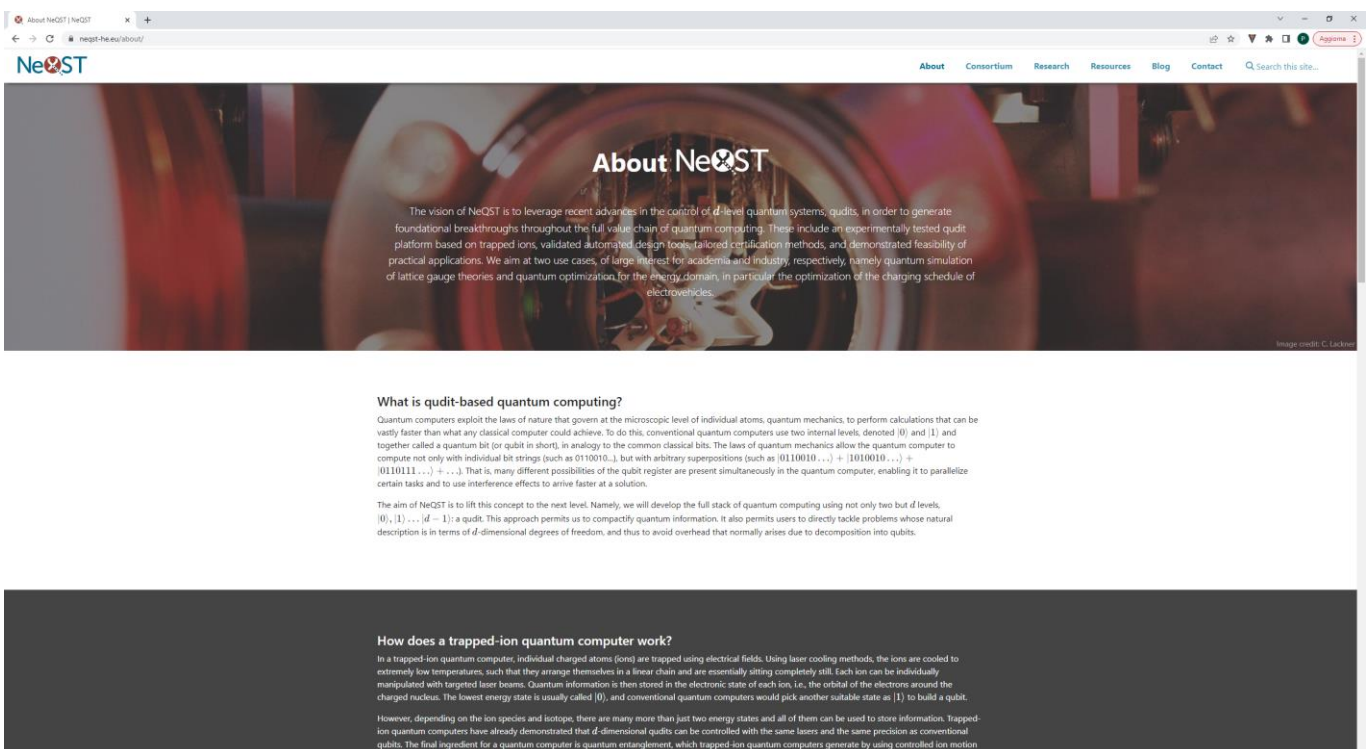 About NeQST | NeQST
neqst-he.eu/about/
Aggiorna
NeQST
About Consortium Research Resources Blog Contact Search this site...
About NeQST
The vision of NeQST is to leverage recent advances in the control of d-level quantum systems, qudits, in order to generate
foundational breakthroughs throughout the full value chain of quantum computing. These include an experimentally tested qudit
platform based on trapped ions, validated automated design tools, tailored certification methods, and demonstrated feasibility of
practical applications. We aim at two use cases, of large interest for academia and industry, respectively, namely quantum simulation
of lattice gauge theories and quantum optimization for the energy domain, in particular the optimization of the charging schedule of
electrovehicles.
Image credit: C. Lackner
What is qudit-based quantum computing?
Quantum computers exploit the laws of nature that govern at the microscopic level of individual atoms, quantum mechanics, to perform calculations that can be
vastly faster than what any classical computer could achieve. To do this, conventional quantum computers use two internal levels, denoted |0⟩ and |1⟩ and
together called a quantum bit (or qubit in short), in analogy to the common classical bits. The laws of quantum mechanics allow the quantum computer to
compute not only with individual bit strings (such as 0110010...), but with arbitrary superpositions (such as |0110010...⟩ + |1010010...⟩ +
|0110111...⟩ + ...). That is, many different possibilities of the qubit register are present simultaneously in the quantum computer, enabling it to parallelize
certain tasks and to use interference effects to arrive faster at a solution.
The aim of NeQST is to lift this concept to the next level. Namely, we will develop the full stack of quantum computing using not only two but d levels,
|0⟩, |1⟩ ... |d − 1⟩: a qudit. This approach permits us to compactify quantum information. It also permits users to directly tackle problems whose natural
description is in terms of d-dimensional degrees of freedom, and thus to avoid overhead that normally arises due to decomposition into qubits.
How does a trapped-ion quantum computer work?
In a trapped-ion quantum computer, individual charged atoms (ions) are trapped using electrical fields. Using laser cooling methods, the ions are cooled to
extremely low temperatures, such that they arrange themselves in a linear chain and are essentially sitting completely still. Each ion can be individually
manipulated with targeted laser beams. Quantum information is then stored in the electronic state of each ion, i.e., the orbital of the electrons around the
charged nucleus. The lowest energy state is usually called |0⟩, and conventional quantum computers would pick another suitable state as |1⟩ to build a qubit.
However, depending on the ion species and isotope, there are many more than just two energy states and all of them can be used to store information. Trapped-
ion quantum computers have already demonstrated that d-dimensional qudits can be controlled with the same lasers and the same precision as conventional
qubits. The final ingredient for a quantum computer is quantum entanglement, which trapped-ion quantum computers generate by using controlled ion motion